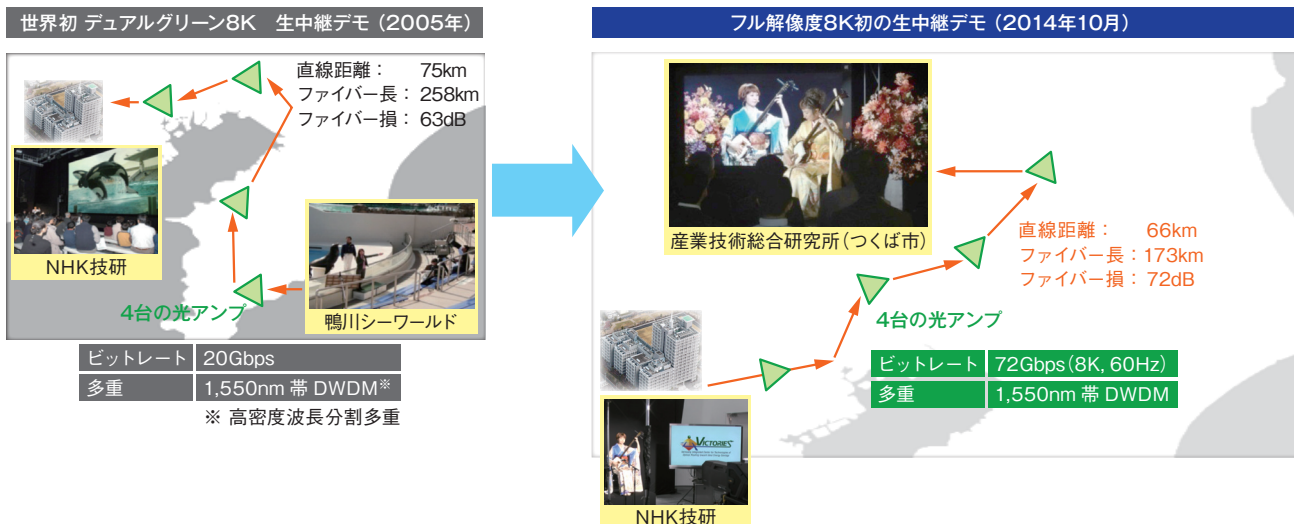 世界初 デュアルグリーン8K 生中継デモ（2005年）
直線距離： 75km
ファイバー長： 258km
ファイバー損： 63dB
NHK技研
4台の光アンプ
鴨川シーワールド
ビットレート 20Gbps
多重 1,550nm 帯 DWDM※
※ 高密度波長分割多重
フル解像度8K初の生中継デモ（2014年10月）
産業技術総合研究所（つくば市）
直線距離： 66km
ファイバー長：173km
ファイバー損：72dB
4台の光アンプ
ビットレート 72Gbps（8K, 60Hz）
多重 1,550nm 帯 DWDM
VICTORIES
NHK技研